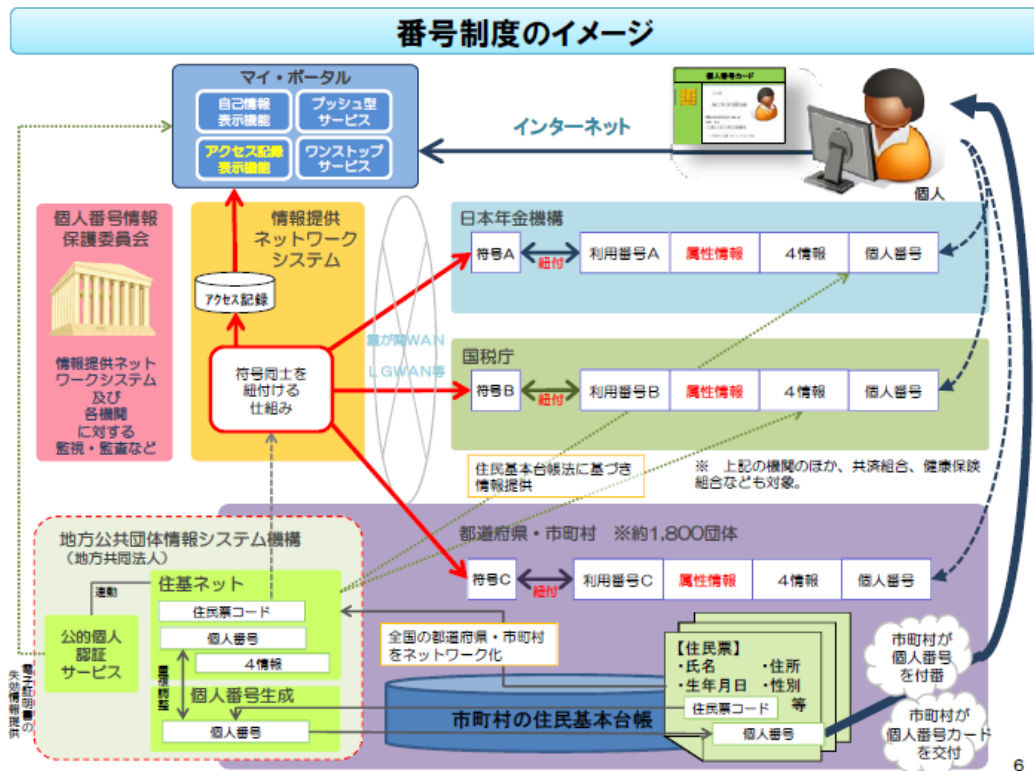 番号制度のイメージ
マイ・ポータル
自己情報
表示機能
プッシュ型
サービス
アクセス記録
表示機能
ワンストップ
サービス
インターネット
個人番号カード
個人
個人番号情報
保護委員会
情報提供ネット
ワークシステム
及び
各機関
に対する
監視・監査など
情報提供
ネットワーク
システム
アクセス記録
符号同士を
紐付ける
仕組み
霞が関WAN
LGWAN等
日本年金機構
符号A
紐付
利用番号A
属性情報
4情報
個人番号
国税庁
符号B
紐付
利用番号B
属性情報
4情報
個人番号
住民基本台帳法に基づき
情報提供
※ 上記の機関のほか、共済組合、健康保険
組合なども対象。
都道府県・市町村 ※約1,800団体
符号C
紐付
利用番号C
属性情報
4情報
個人番号
地方公共団体情報システム機構
(地方共同法人)
住基ネット
連動
住民票コード
個人番号
4情報
公的個人
認証
サービス
重複調整
個人番号生成
個人番号
電子証明書の
失効情報提供
全国の都道府県・市町村
をネットワーク化
市町村の住民基本台帳
【住民票】
・氏名 ・住所
・生年月日 ・性別
等
住民票コード
個人番号
市町村が
個人番号
を付番
市町村が
個人番号カード
を交付
6